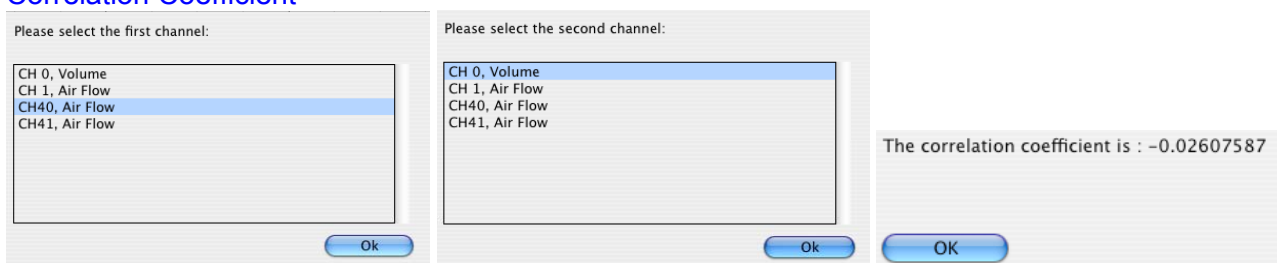 Correlation Coefficient
Please select the first channel:
CH 0, Volume
CH 1, Air Flow
CH40, Air Flow
CH41, Air Flow
Ok
Please select the second channel:
CH 0, Volume
CH 1, Air Flow
CH40, Air Flow
CH41, Air Flow
Ok
The correlation coefficient is : -0.02607587
OK